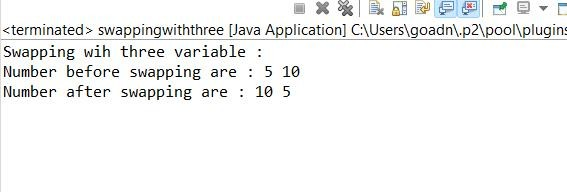 <terminated> swappingwiththree [Java Application] C:\Users\goadn\.p2\pool\plugins
Swapping wih three variable :
Number before swapping are : 5 10
Number after swapping are : 10 5